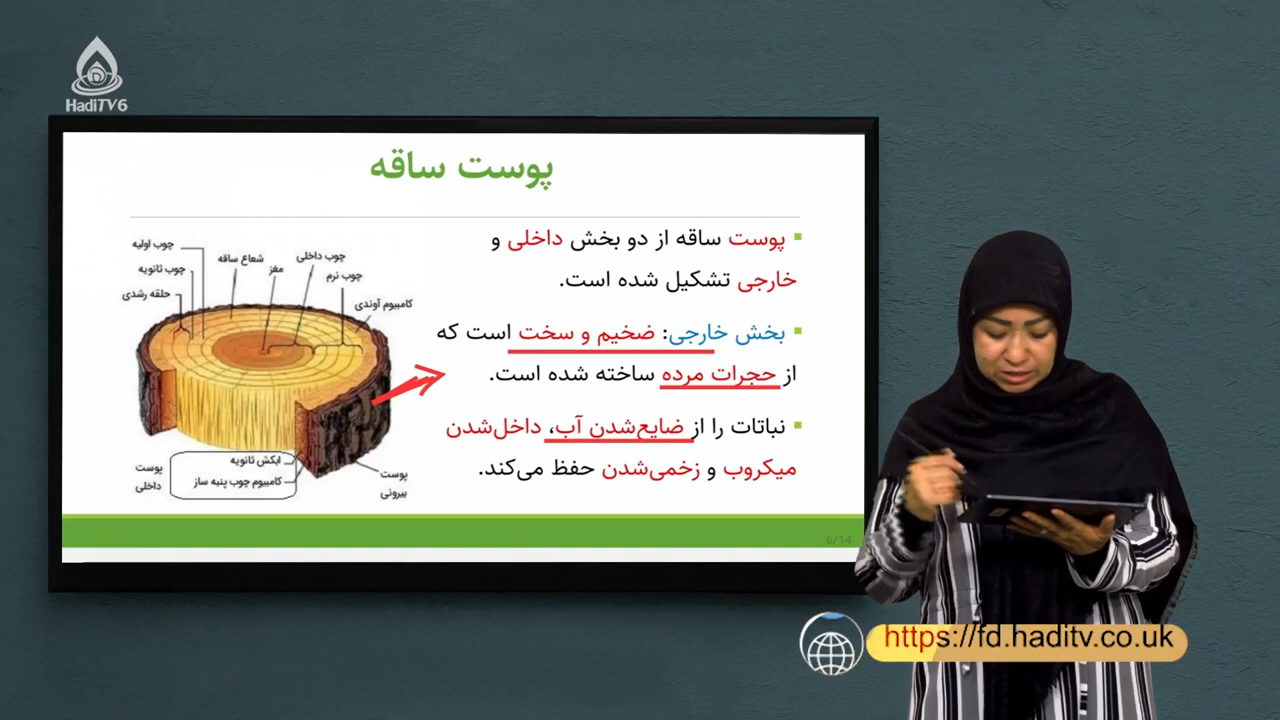 HadiTV6
پوست ساقه
پوست ساقه از دو بخش داخلی و
خارجی تشکیل شده است.
بخش خارجی: ضخیم و سخت است که
از حجرات مرده ساخته شده است.
نباتات را از ضایع‌شدن آب، داخل‌شدن
میکروب و زخمی‌شدن حفظ می‌کند.
چوب اولیه
چوب ثانویه
حلقه رشدی
شعاع ساقه
مغز
چوب داخلی
چوب نرم
کامبیوم آوندی
پوست
داخلی
ابکش ثانویه
کامبیوم چوب پنبه ساز
پوست
بیرونی
6/14
https://fd.haditv.co.uk